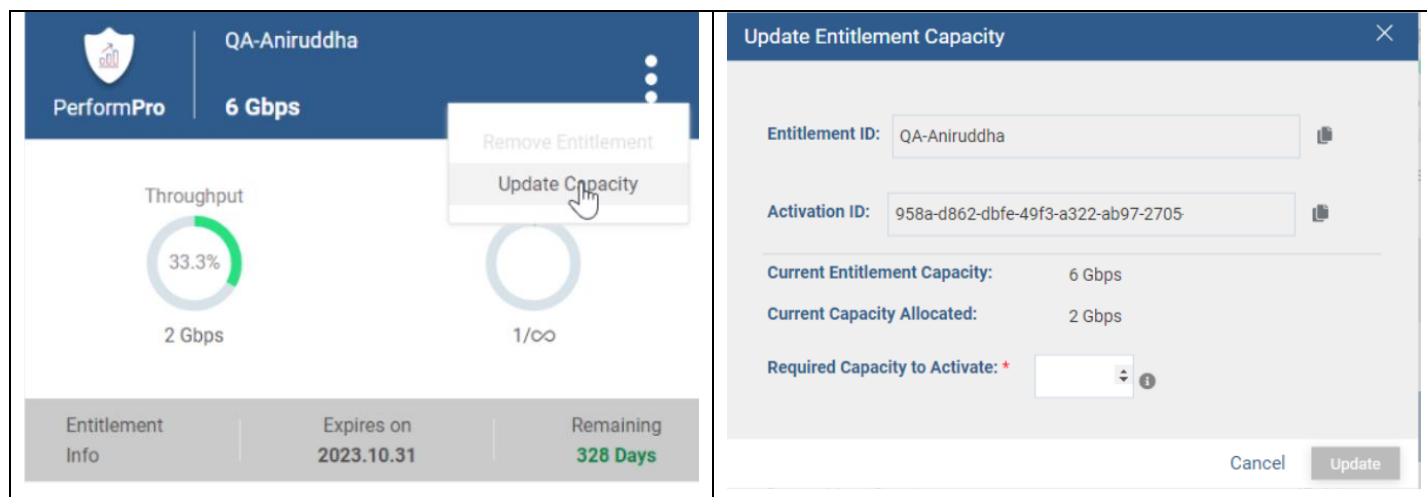 QA-Aniruddha
PerformPro
6 Gbps
Remove Entitlement
Update Capacity
Throughput
33.3%
2 Gbps
1/∞
Entitlement Info
Expires on
2023.10.31
Remaining
328 Days
Update Entitlement Capacity
Entitlement ID: QA-Aniruddha
Activation ID: 958a-d862-dbfe-49f3-a322-ab97-2705-
Current Entitlement Capacity: 6 Gbps
Current Capacity Allocated: 2 Gbps
Required Capacity to Activate: *
Cancel Update